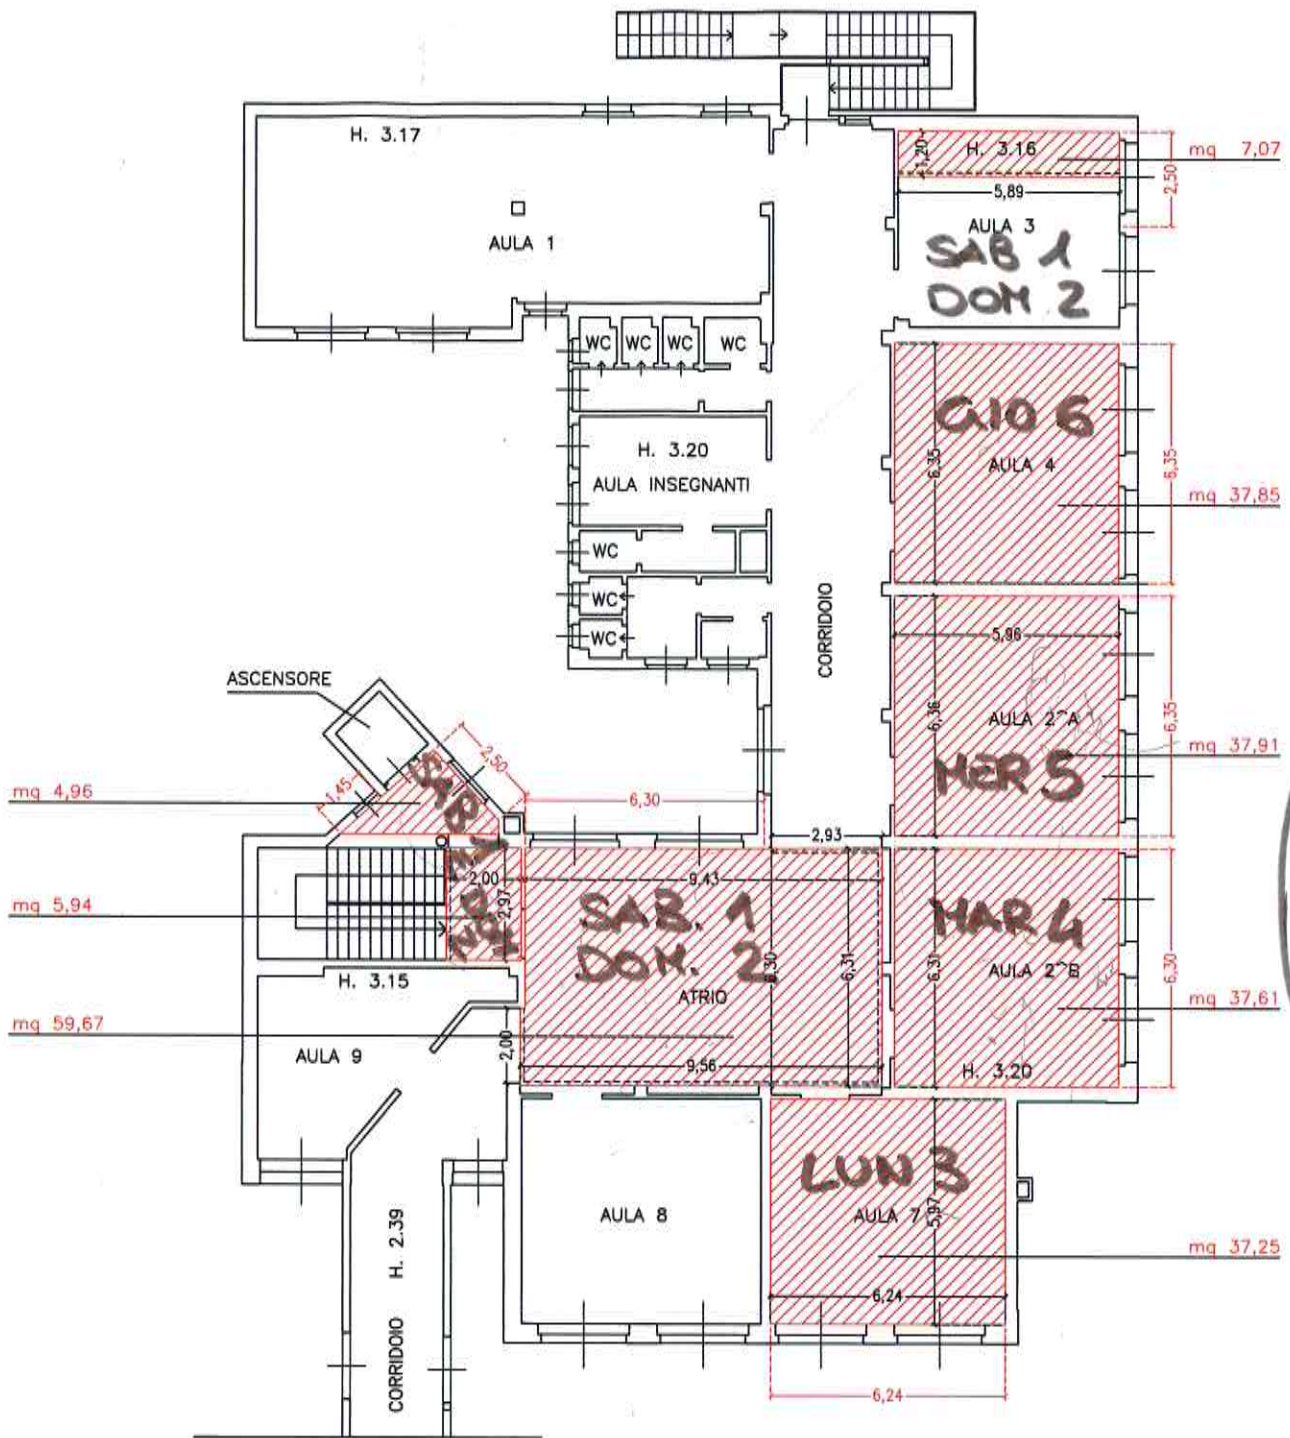 H. 3.17
H. 3.16
1,20
mq 7,07
2,50
5,89
AULA 3
AULA 1
SAB 1
DOM 2
WC
WC
WC
WC
GIO 6
H. 3.20
AULA INSEGNANTI
AULA 4
6,35
6,35
mq 37,85
WC
WC
WC
CORRIDOIO
5,96
ASCENSORE
AULA 2^A
6,36
6,35
mq 37,91
MER 5
2,50
1,45
6,30
mq 4,96
SAB 1
DOM
2,93
2,00
9,43
2,97
mq 5,94
SAB. 1
DOM. 2
6,30
6,31
ATRIO
MAR 4
6,31
AULA 2^B
6,30
mq 37,61
H. 3.15
mq 59,67
AULA 9
2,00
9,56
H. 3.20
LUN 3
AULA 8
AULA 7
5,97
CORRIDOIO H. 2.39
mq 37,25
6,24
6,24